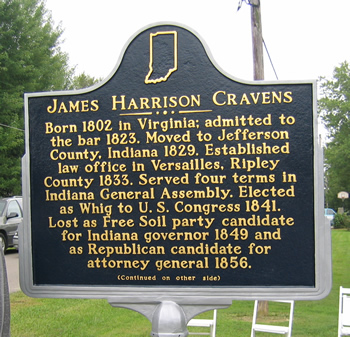 JAMES HARRISON CRAVENS
Born 1802 in Virginia; admitted to
the bar 1823. Moved to Jefferson
County, Indiana 1829. Established
law office in Versailles, Ripley
County 1833. Served four terms in
Indiana General Assembly. Elected
as Whig to U. S. Congress 1841.
Lost as Free Soil party candidate
for Indiana governor 1849 and
as Republican candidate for
attorney general 1856.
(Continued on other side)